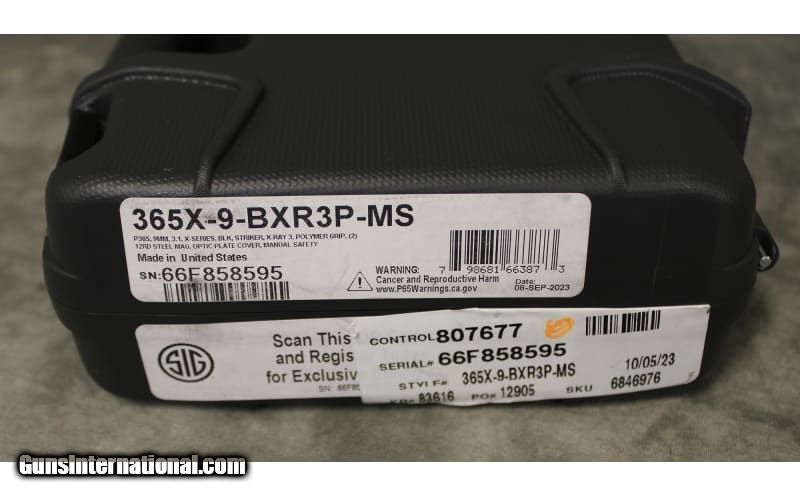 365X-9-BXR3P-MS
P365, 9MM, 3.1, X-SERIES, BLK, STRIKER, X-RAY 3, POLYMER GRIP, (2)
12RD STEEL MAG, OPTIC PLATE COVER, MANUAL SAFETY
Made in United States
SN:66F858595
WARNING:
Cancer and Reproductive Harm
www.P65Warnings.ca.gov
7 98681 66387 3
Date:
06-SEP-2023
SIG
Scan This
and Regis
for Exclusiv
SN: 66F85
CONTROL 807677
SERIAL# 66F858595
10/05/23
STYLE# 365X-9-BXR3P-MS
83616 PO# 12905 SKU 6846976
GunsInternational.com